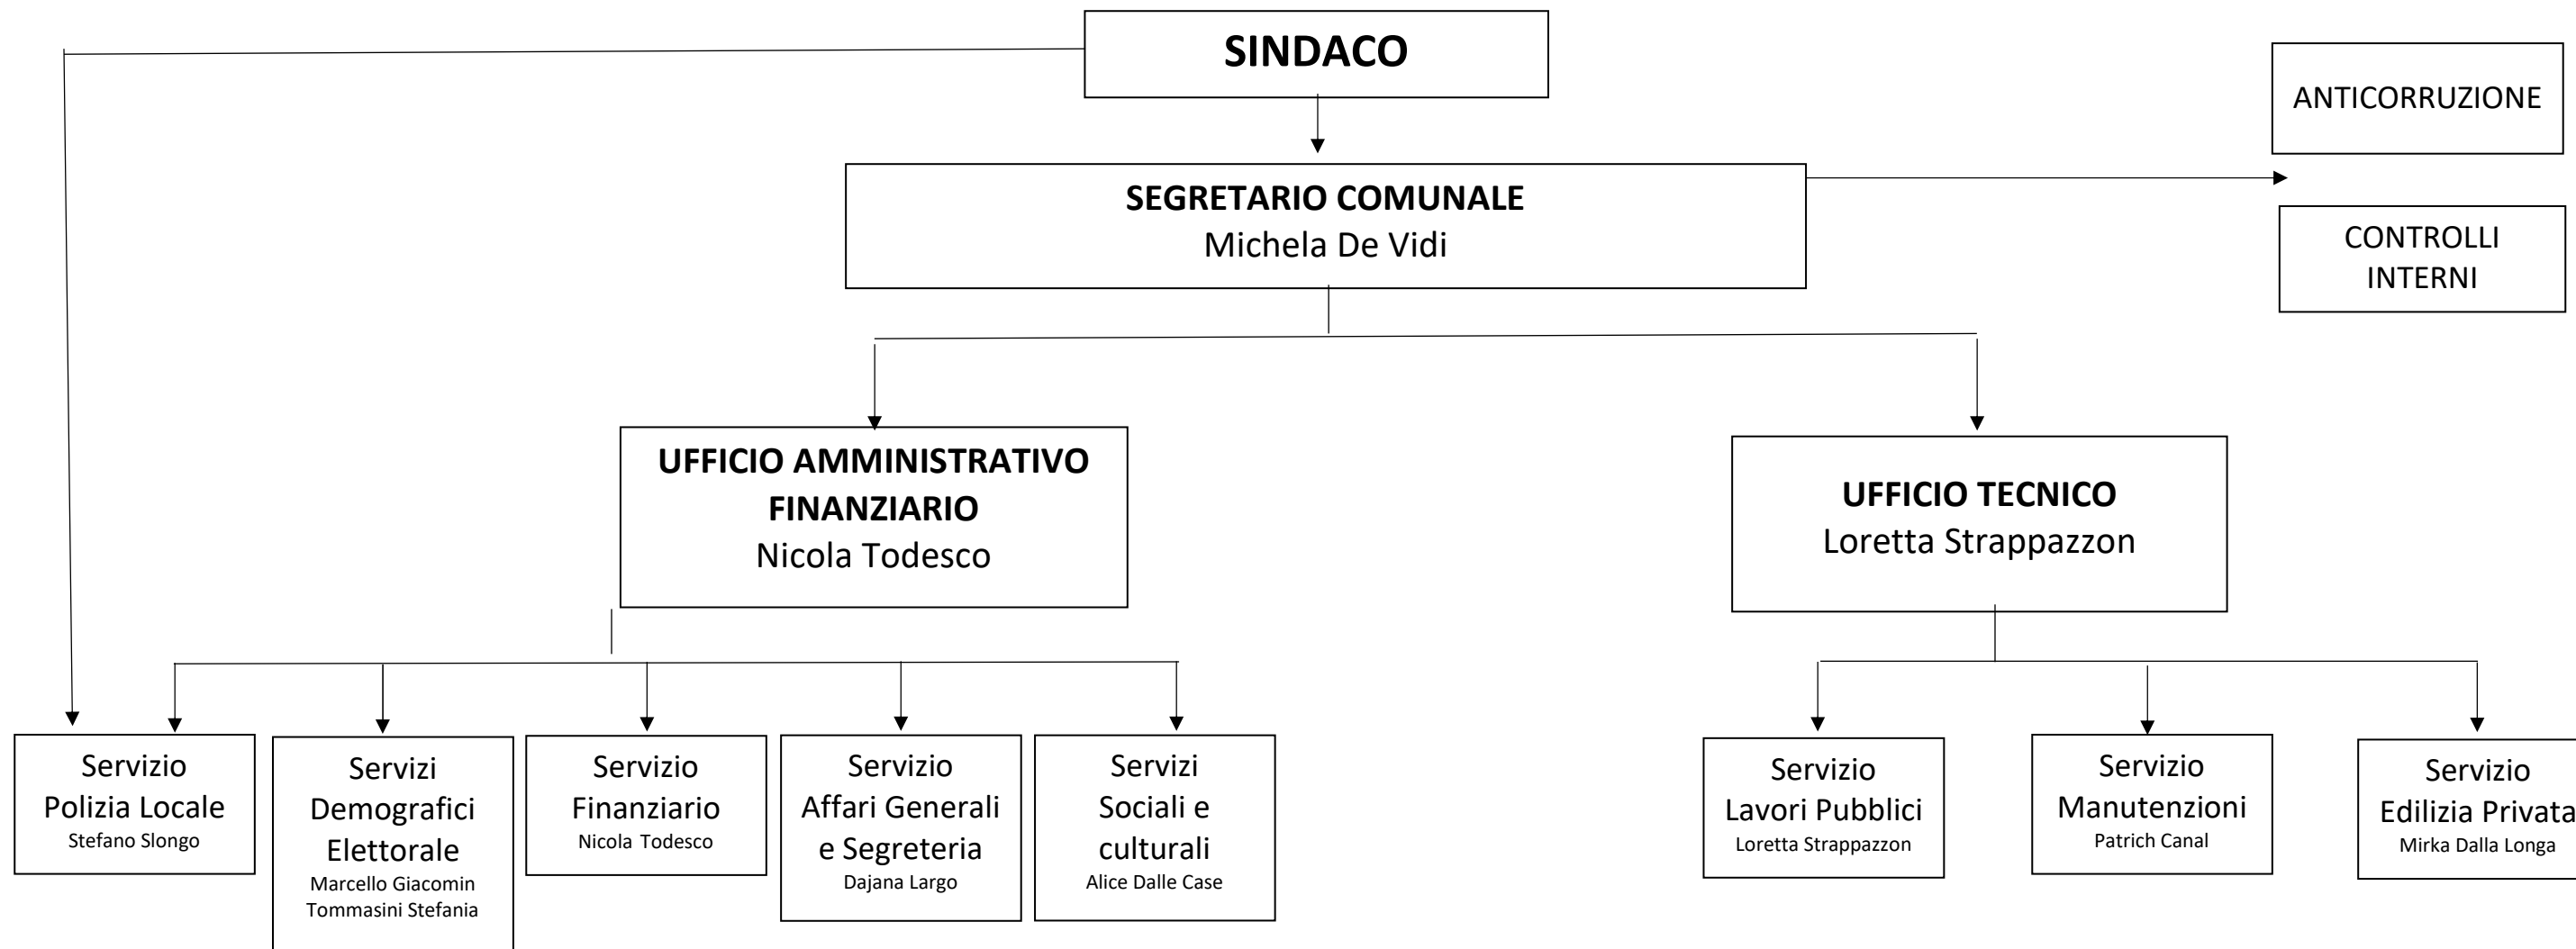 SINDACO
ANTICORRUZIONE
SEGRETARIO COMUNALE
Michela De Vidi
CONTROLLI
INTERNI
UFFICIO AMMINISTRATIVO
FINANZIARIO
Nicola Todesco
UFFICIO TECNICO
Loretta Strappazzon
Servizio
Polizia Locale
Stefano Slongo
Servizi
Demografici
Elettorale
Marcello Giacomin
Tommasini Stefania
Servizio
Finanziario
Nicola Todesco
Servizio
Affari Generali
e Segreteria
Dajana Largo
Servizi
Sociali e
culturali
Alice Dalle Case
Servizio
Lavori Pubblici
Loretta Strappazzon
Servizio
Manutenzioni
Patrich Canal
Servizio
Edilizia Privata
Mirka Dalla Longa